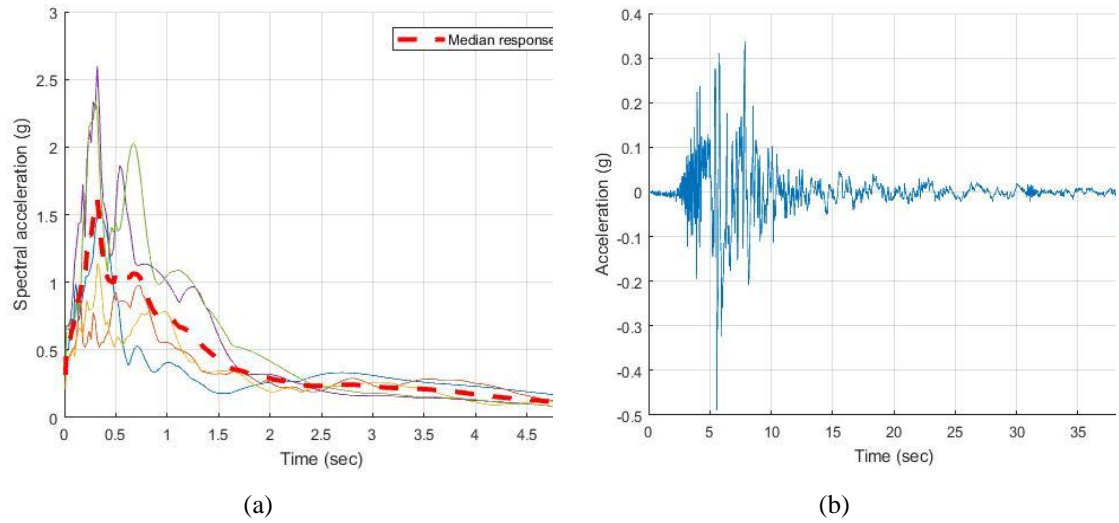 Median response
Spectral acceleration (g)
3
2.5
2
1.5
1
0.5
0
0 0.5 1 1.5 2 2.5 3 3.5 4 4.5
Time (sec)
(a)
Acceleration (g)
0.4
0.3
0.2
0.1
0
-0.1
-0.2
-0.3
-0.4
-0.5
0 5 10 15 20 25 30 35
Time (sec)
(b)